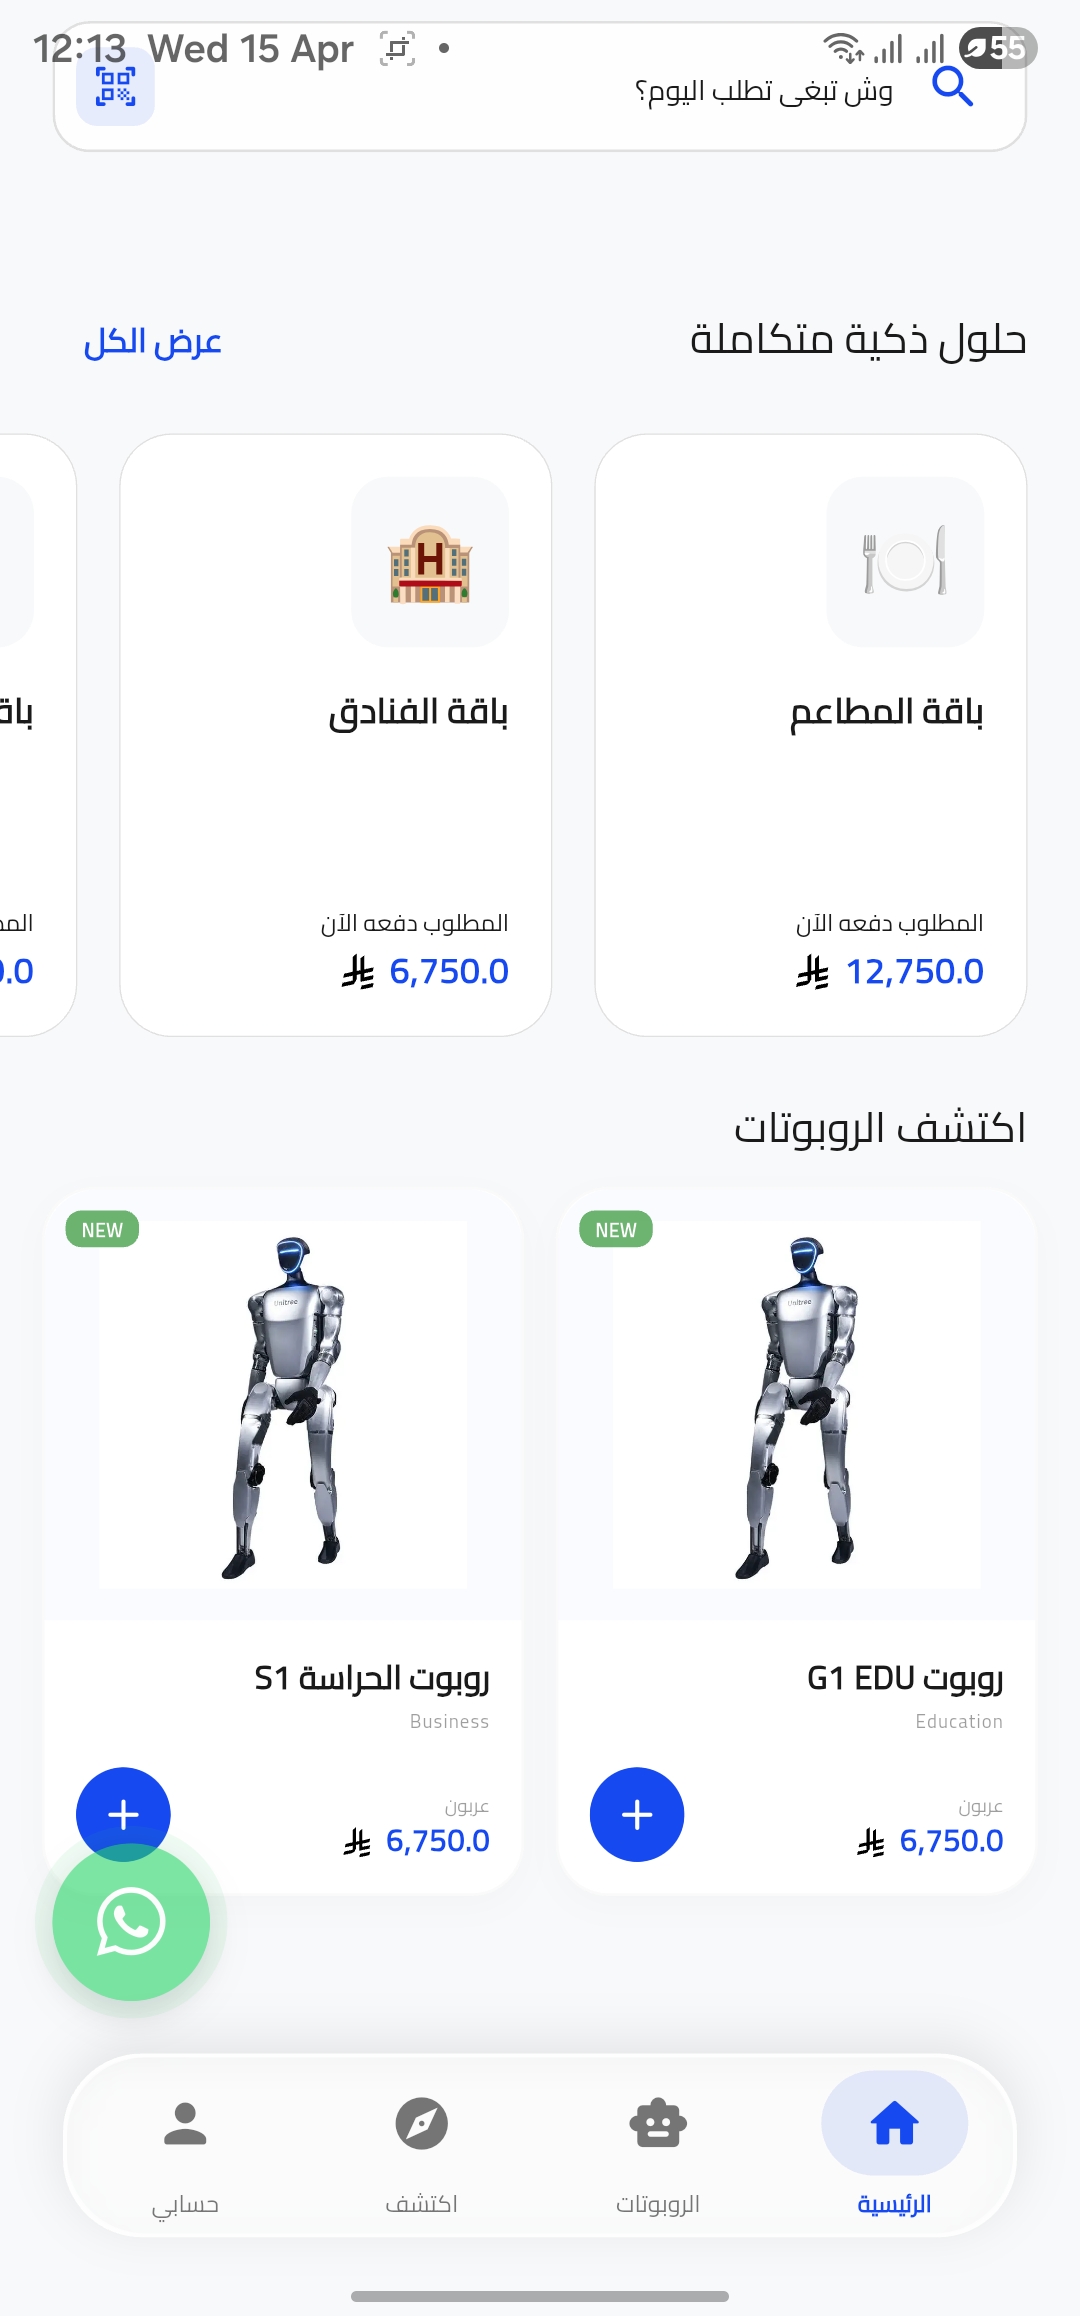 12:13 Wed 15 Apr
55
وش تبغى تطلب اليوم؟
حلول ذكية متكاملة
عرض الكل
H
باقة المطاعم
المطلوب دفعه الآن
12,750.0
باقة الفنادق
المطلوب دفعه الآن
6,750.0
اكتشف الروبوتات
NEW
Unitree
روبوت G1 EDU
Education
عربون
6,750.0
NEW
Unitree
روبوت الحراسة S1
Business
عربون
6,750.0
الرئيسية
الروبوتات
اكتشف
حسابي